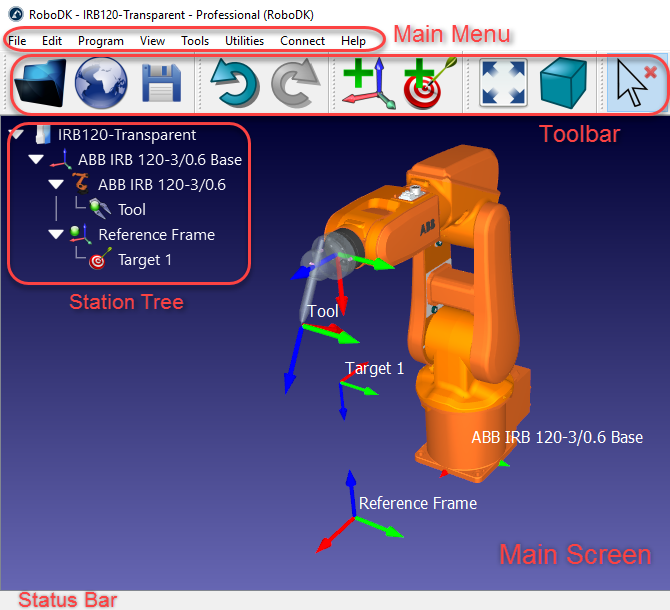 RoboDK - IRB120-Transparent - Professional (RoboDK)
File Edit Program View Tools Utilities Connect Help
Main Menu
Toolbar
IRB120-Transparent
ABB IRB 120-3/0.6 Base
ABB IRB 120-3/0.6
Tool
Reference Frame
Target 1
Station Tree
ABB
Tool
Target 1
ABB IRB 120-3/0.6 Base
Reference Frame
Main Screen
Status Bar